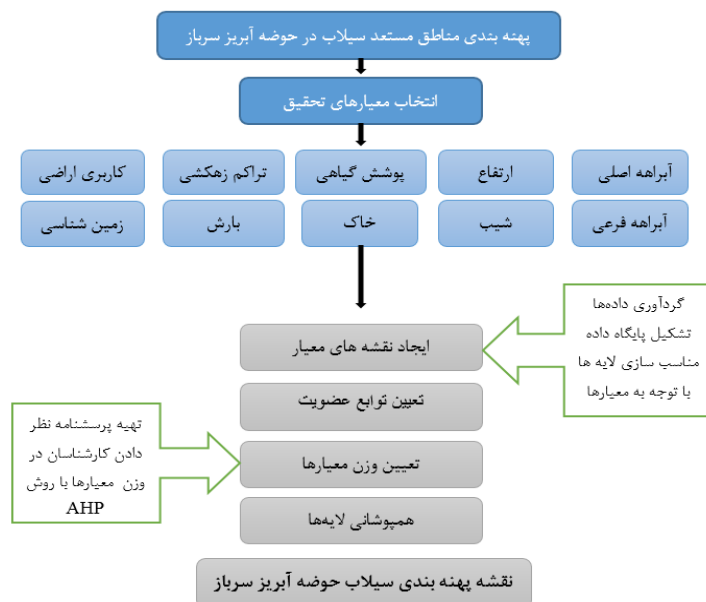 پهنه بندی مناطق مستعد سیلاب در حوضه آبریز سرباز
انتخاب معیارهای تحقیق
آبراهه اصلی
ارتفاع
پوشش گیاهی
تراکم زهکشی
کاربری اراضی
آبراهه فرعی
شیب
خاک
بارش
زمین شناسی
گردآوری داده‌ها
تشکیل پایگاه داده
مناسب سازی لایه ها
با توجه به معیارها
ایجاد نقشه های معیار
تعیین توابع عضویت
تهیه پرسشنامه نظر
دادن کارشناسان در
وزن معیارها با روش
AHP
تعیین وزن معیارها
همپوشانی لایه‌ها
نقشه پهنه بندی سیلاب حوضه آبریز سرباز